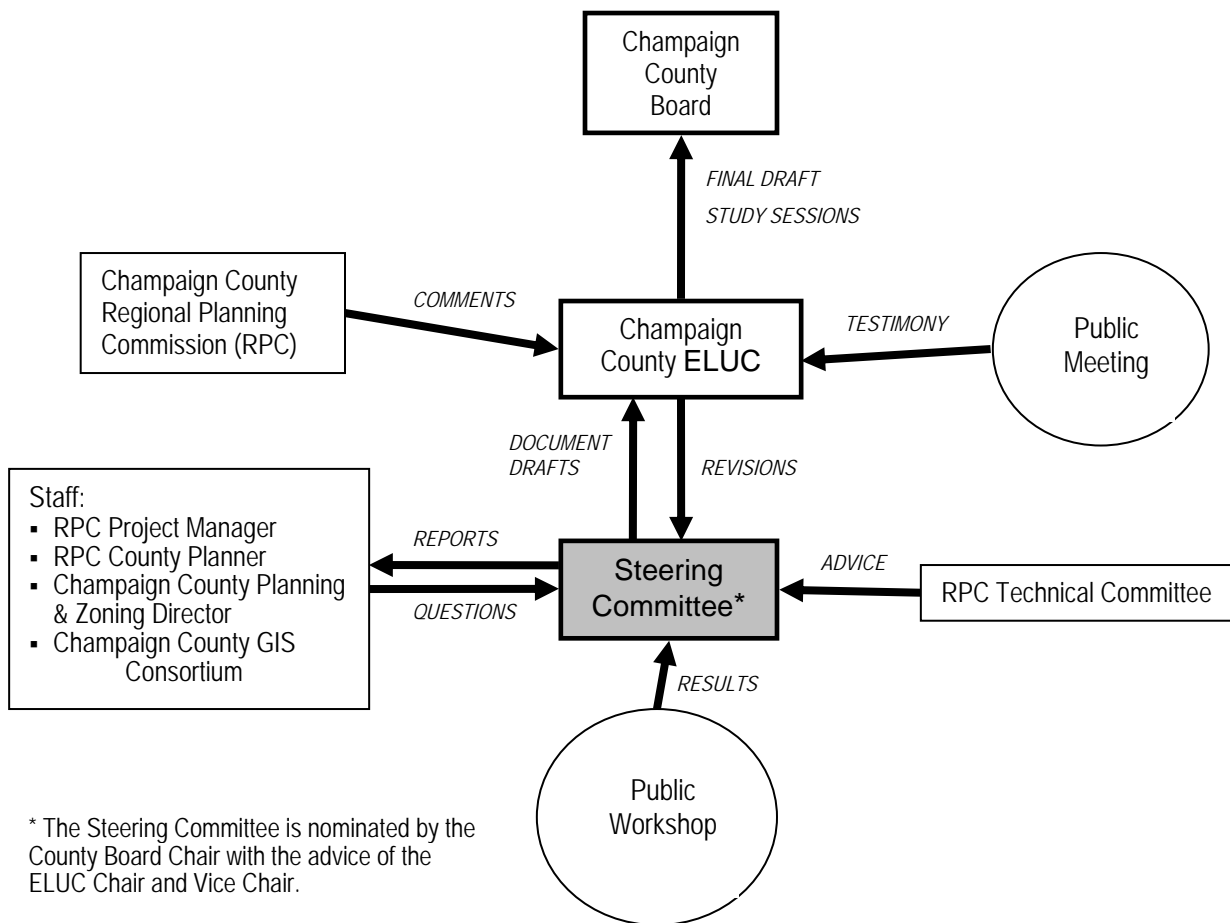 Champaign
County
Board
FINAL DRAFT
STUDY SESSIONS
Champaign County
Regional Planning
Commission (RPC)
COMMENTS
Champaign
County ELUC
TESTIMONY
Public
Meeting
DOCUMENT
DRAFTS
REVISIONS
Staff:
▪ RPC Project Manager
▪ RPC County Planner
▪ Champaign County Planning
& Zoning Director
▪ Champaign County GIS
Consortium
REPORTS
QUESTIONS
Steering
Committee*
ADVICE
RPC Technical Committee
RESULTS
Public
Workshop
* The Steering Committee is nominated by the
County Board Chair with the advice of the
ELUC Chair and Vice Chair.